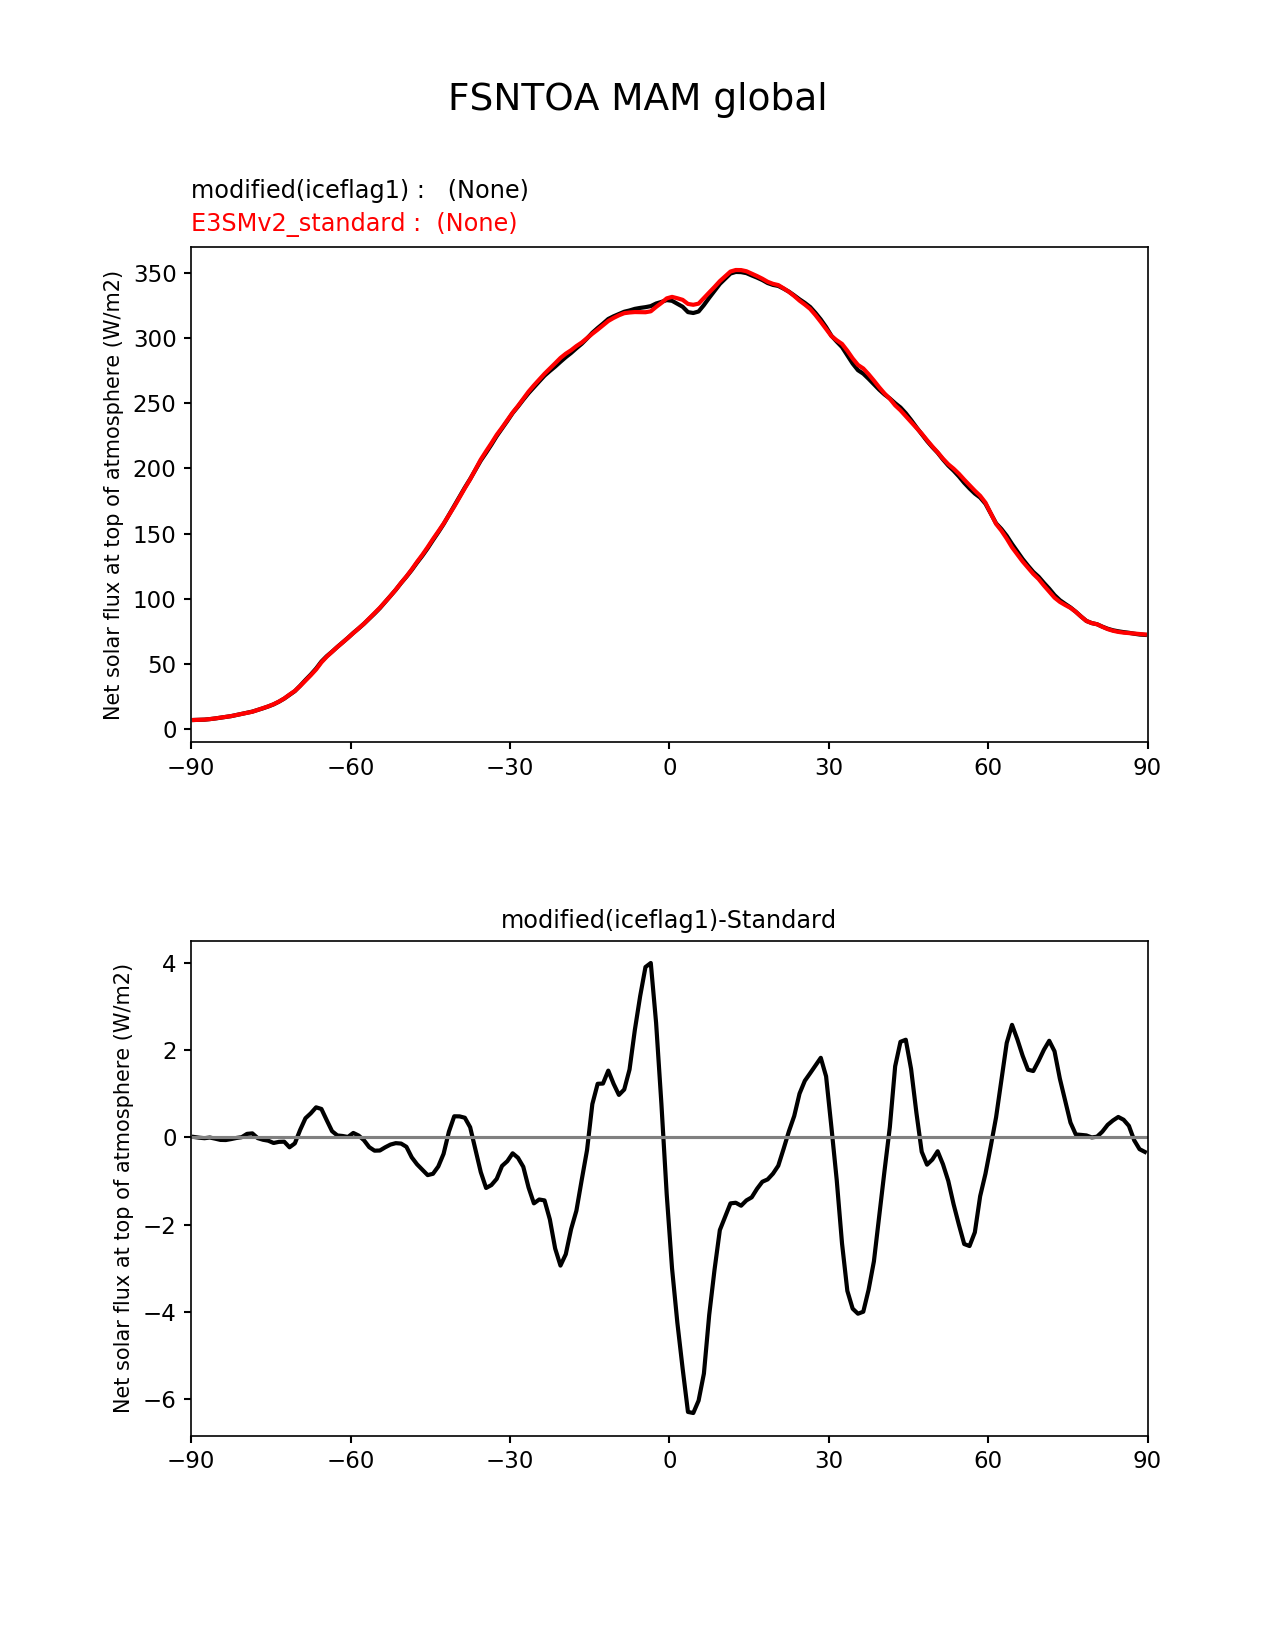 FSNTOA MAM global
modified(iceflag1) :   (None)
E3SMv2_standard :  (None)
Net solar flux at top of atmosphere (W/m2)
350
300
250
200
150
100
50
0
−90 −60 −30 0 30 60 90
modified(iceflag1)-Standard
Net solar flux at top of atmosphere (W/m2)
4
2
0
−2
−4
−6
−90 −60 −30 0 30 60 90